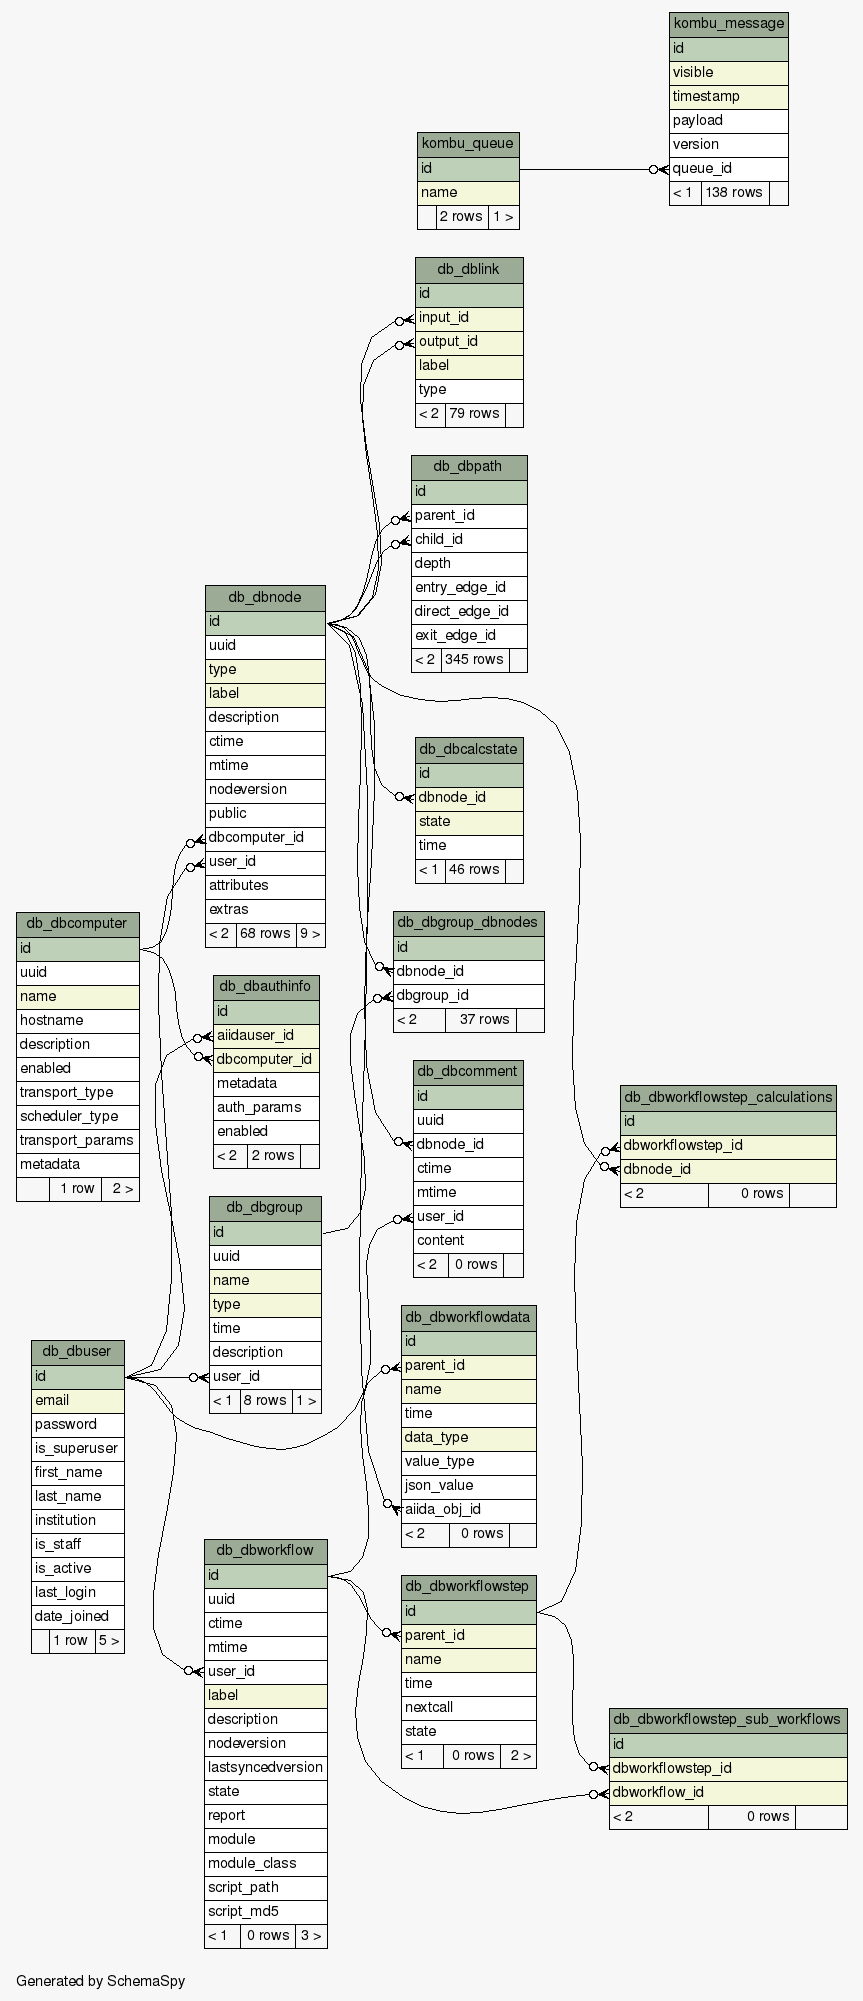 kombu_message
id
visible
timestamp
payload
version
queue_id
< 1 138 rows
kombu_queue
id
name
2 rows 1 >
db_dblink
id
input_id
output_id
label
type
< 2 79 rows
db_dbpath
id
parent_id
child_id
depth
entry_edge_id
direct_edge_id
exit_edge_id
< 2 345 rows
db_dbnode
id
uuid
type
label
description
ctime
mtime
nodeversion
public
dbcomputer_id
user_id
attributes
extras
< 2 68 rows 9 >
db_dbcalcstate
id
dbnode_id
state
time
< 1 46 rows
db_dbgroup_dbnodes
id
dbnode_id
dbgroup_id
< 2 37 rows
db_dbcomputer
id
uuid
name
hostname
description
enabled
transport_type
scheduler_type
transport_params
metadata
1 row 2 >
db_dbauthinfo
id
aiidauser_id
dbcomputer_id
metadata
auth_params
enabled
< 2 2 rows
db_dbcomment
id
uuid
dbnode_id
ctime
mtime
user_id
content
< 2 0 rows
db_dbworkflowstep_calculations
id
dbworkflowstep_id
dbnode_id
< 2 0 rows
db_dbgroup
id
uuid
name
type
time
description
user_id
< 1 8 rows 1 >
db_dbworkflowdata
id
parent_id
name
time
data_type
value_type
json_value
aiida_obj_id
< 2 0 rows
db_dbuser
id
email
password
is_superuser
first_name
last_name
institution
is_staff
is_active
last_login
date_joined
1 row 5 >
db_dbworkflow
id
uuid
ctime
mtime
user_id
label
description
nodeversion
lastsyncedversion
state
report
module
module_class
script_path
script_md5
< 1 0 rows 3 >
db_dbworkflowstep
id
parent_id
name
time
nextcall
state
< 1 0 rows 2 >
db_dbworkflowstep_sub_workflows
id
dbworkflowstep_id
dbworkflow_id
< 2 0 rows
Generated by SchemaSpy